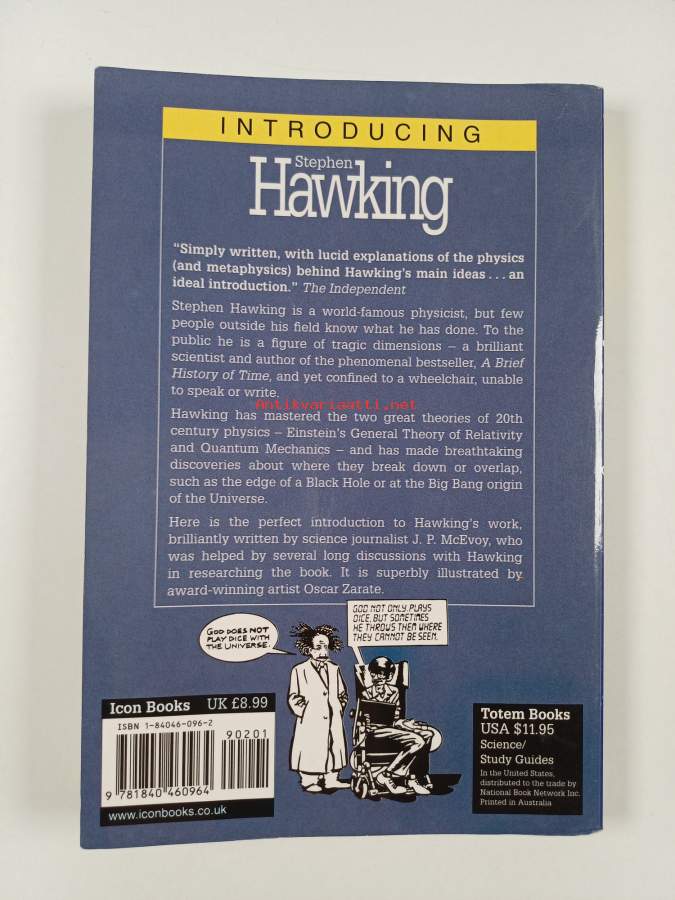 INTRODUCING
Stephen
Hawking
“Simply written, with lucid explanations of the physics
(and metaphysics) behind Hawking’s main ideas . . . an
ideal introduction.” The Independent
Stephen Hawking is a world-famous physicist, but few
people outside his field know what he has done. To the
public he is a figure of tragic dimensions – a brilliant
scientist and author of the phenomenal bestseller, A Brief
History of Time, and yet confined to a wheelchair, unable
to speak or write.
Antikvariaatti.net
Hawking has mastered the two great theories of 20th
century physics – Einstein’s General Theory of Relativity
and Quantum Mechanics – and has made breathtaking
discoveries about where they break down or overlap,
such as the edge of a Black Hole or at the Big Bang origin
of the Universe.
Here is the perfect introduction to Hawking’s work,
brilliantly written by science journalist J. P. McEvoy, who
was helped by several long discussions with Hawking
in researching the book. It is superbly illustrated by
award-winning artist Oscar Zarate.
GOD DOES NOT
PLAY DICE WITH
THE UNIVERSE.
GOD NOT ONLY PLAYS
DICE, BUT SOMETIMES
HE THROWS THEM WHERE
THEY CANNOT BE SEEN.
Icon Books UK £8.99
ISBN 1-84046-096-2
90201
9 781840 460964
www.iconbooks.co.uk
Totem Books
USA $11.95
Science/
Study Guides
In the United States,
distributed to the trade by
National Book Network Inc.
Printed in Australia